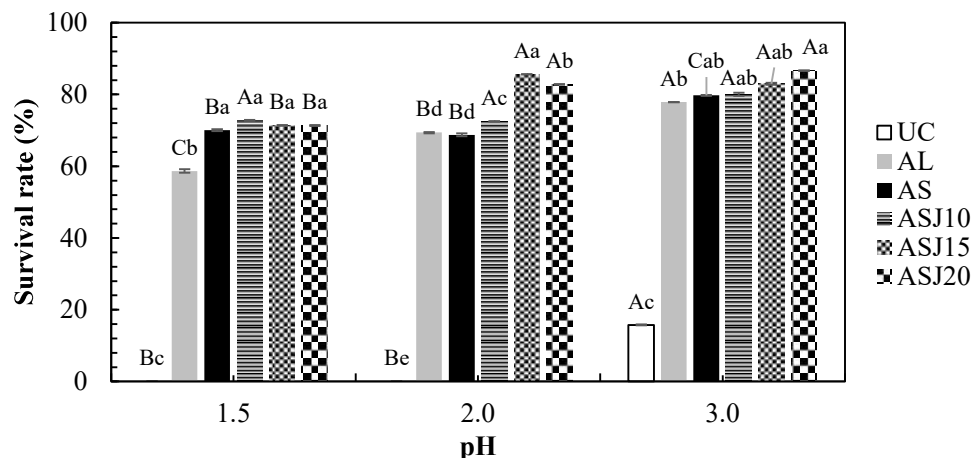 100
80
60
40
20
0
Survival rate (%)
Bc
Cb
Ba
Aa
Ba
Ba
Be
Bd
Bd
Ac
Aa
Ab
Ac
Ab
Cab
Aab
Aab
Aa
1.5
2.0
3.0
pH
UC
AL
AS
ASJ10
ASJ15
ASJ20